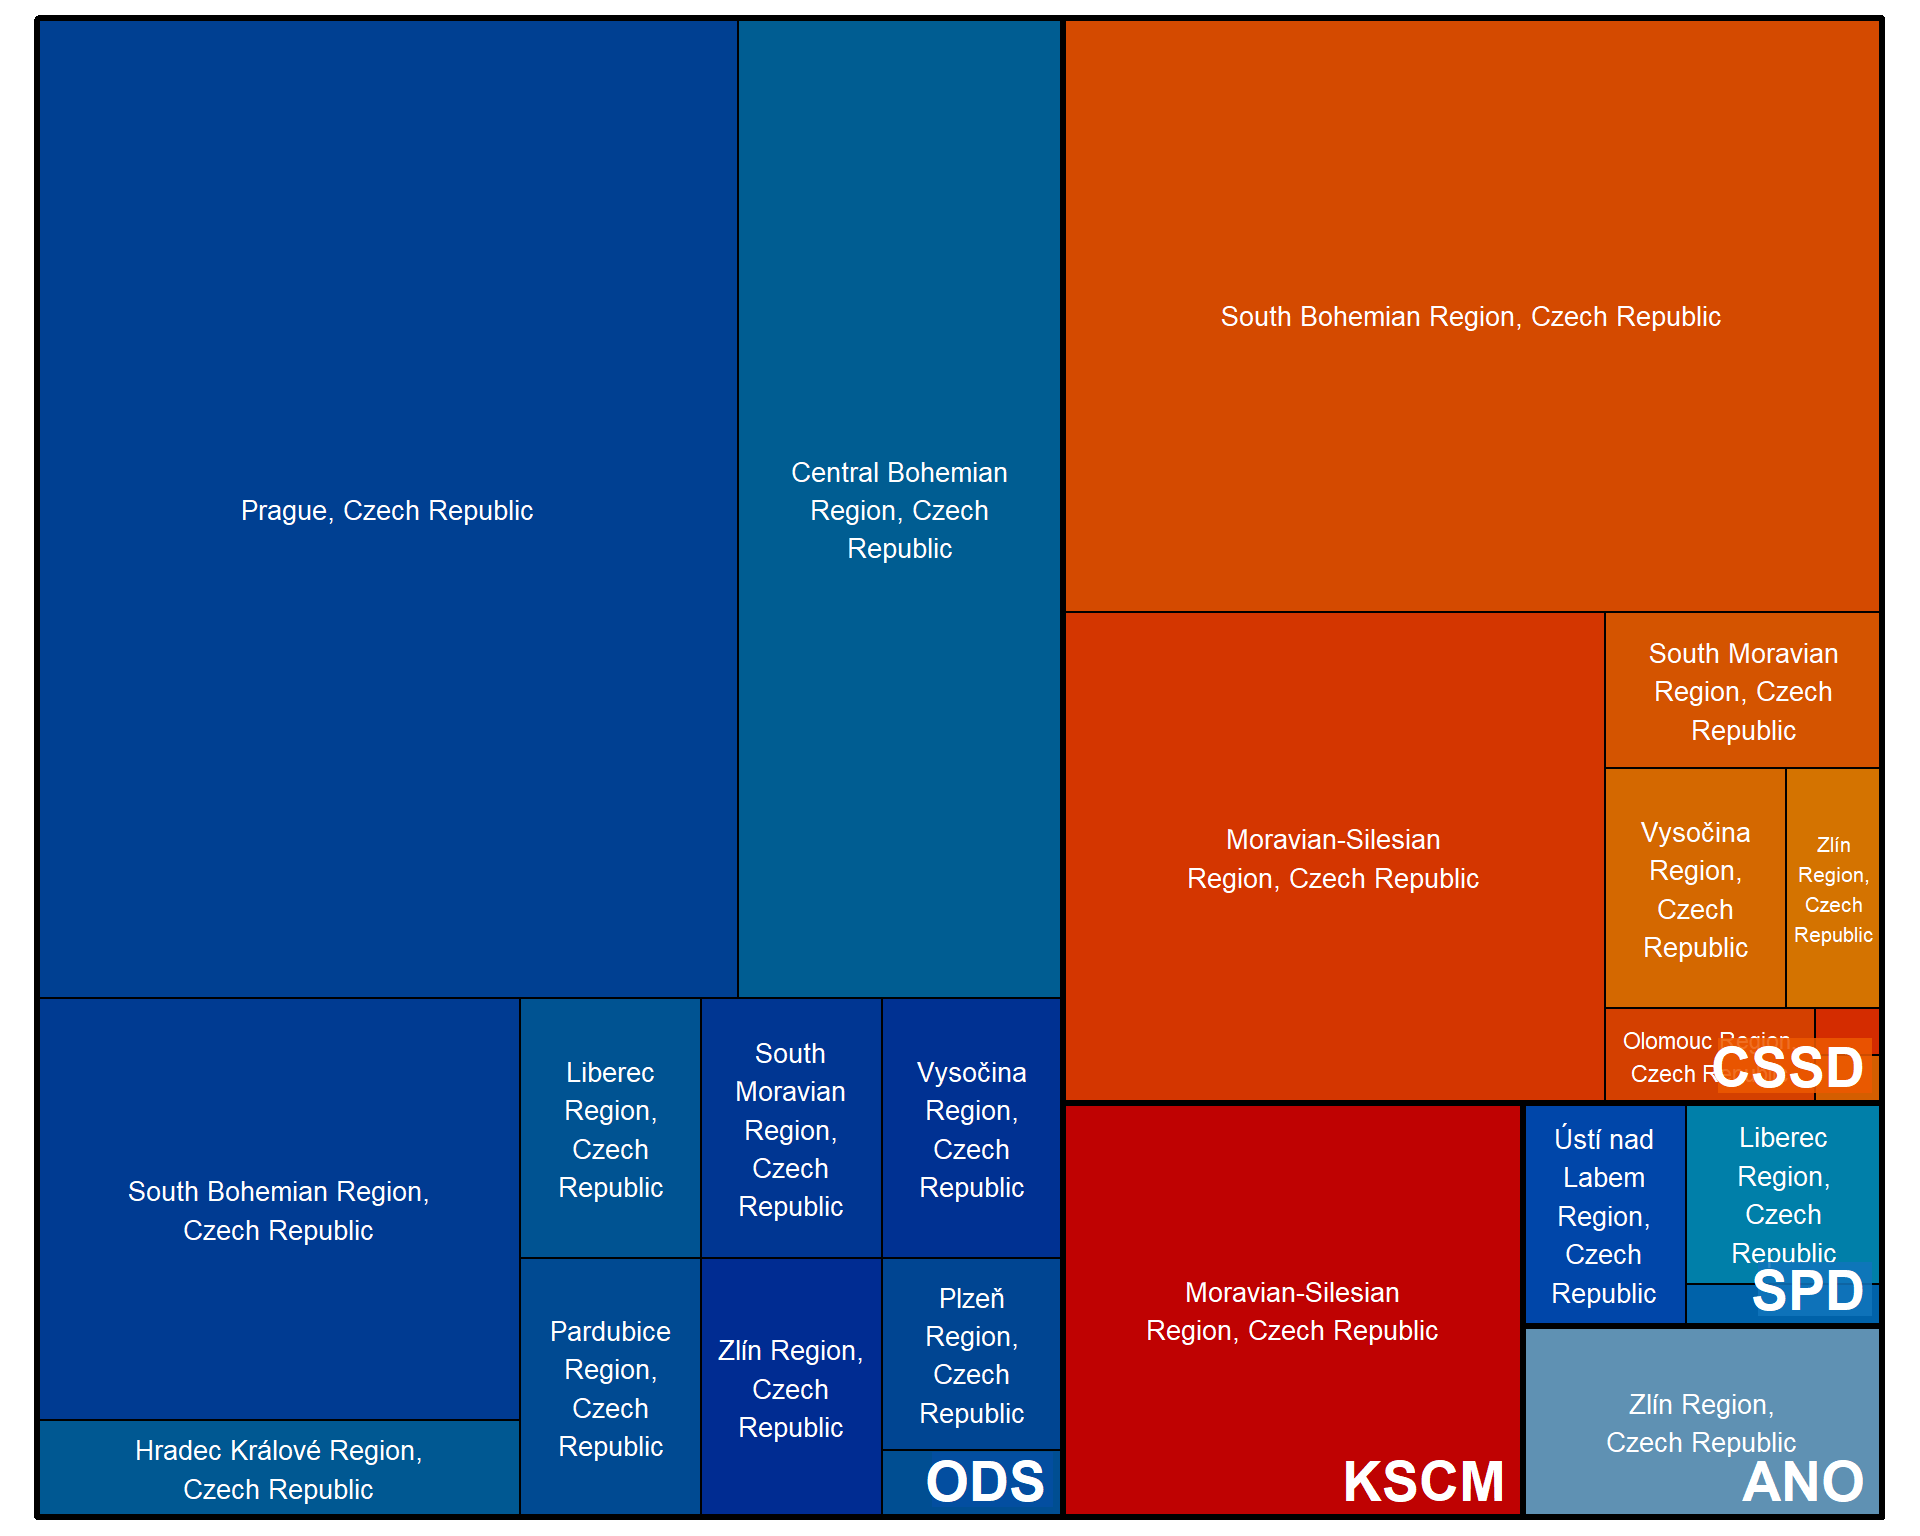 Prague, Czech Republic
Central Bohemian
Region, Czech
Republic
South Bohemian Region,
Czech Republic
Hradec Králové Region,
Czech Republic
Liberec
Region,
Czech
Republic
South
Moravian
Region,
Czech
Republic
Vysočina
Region,
Czech
Republic
Pardubice
Region,
Czech
Republic
Zlín Region,
Czech
Republic
Plzeň
Region,
Czech
Republic
ODS
South Bohemian Region, Czech Republic
Moravian-Silesian
Region, Czech Republic
South Moravian
Region, Czech
Republic
Vysočina
Region,
Czech
Republic
Zlín
Region,
Czech
Republic
Olomouc Region,
Czech Republic
CSSD
Moravian-Silesian
Region, Czech Republic
KSCM
Ústí nad
Labem
Region,
Czech
Republic
Liberec
Region,
Czech
Republic
SPD
Zlín Region,
Czech Republic
ANO